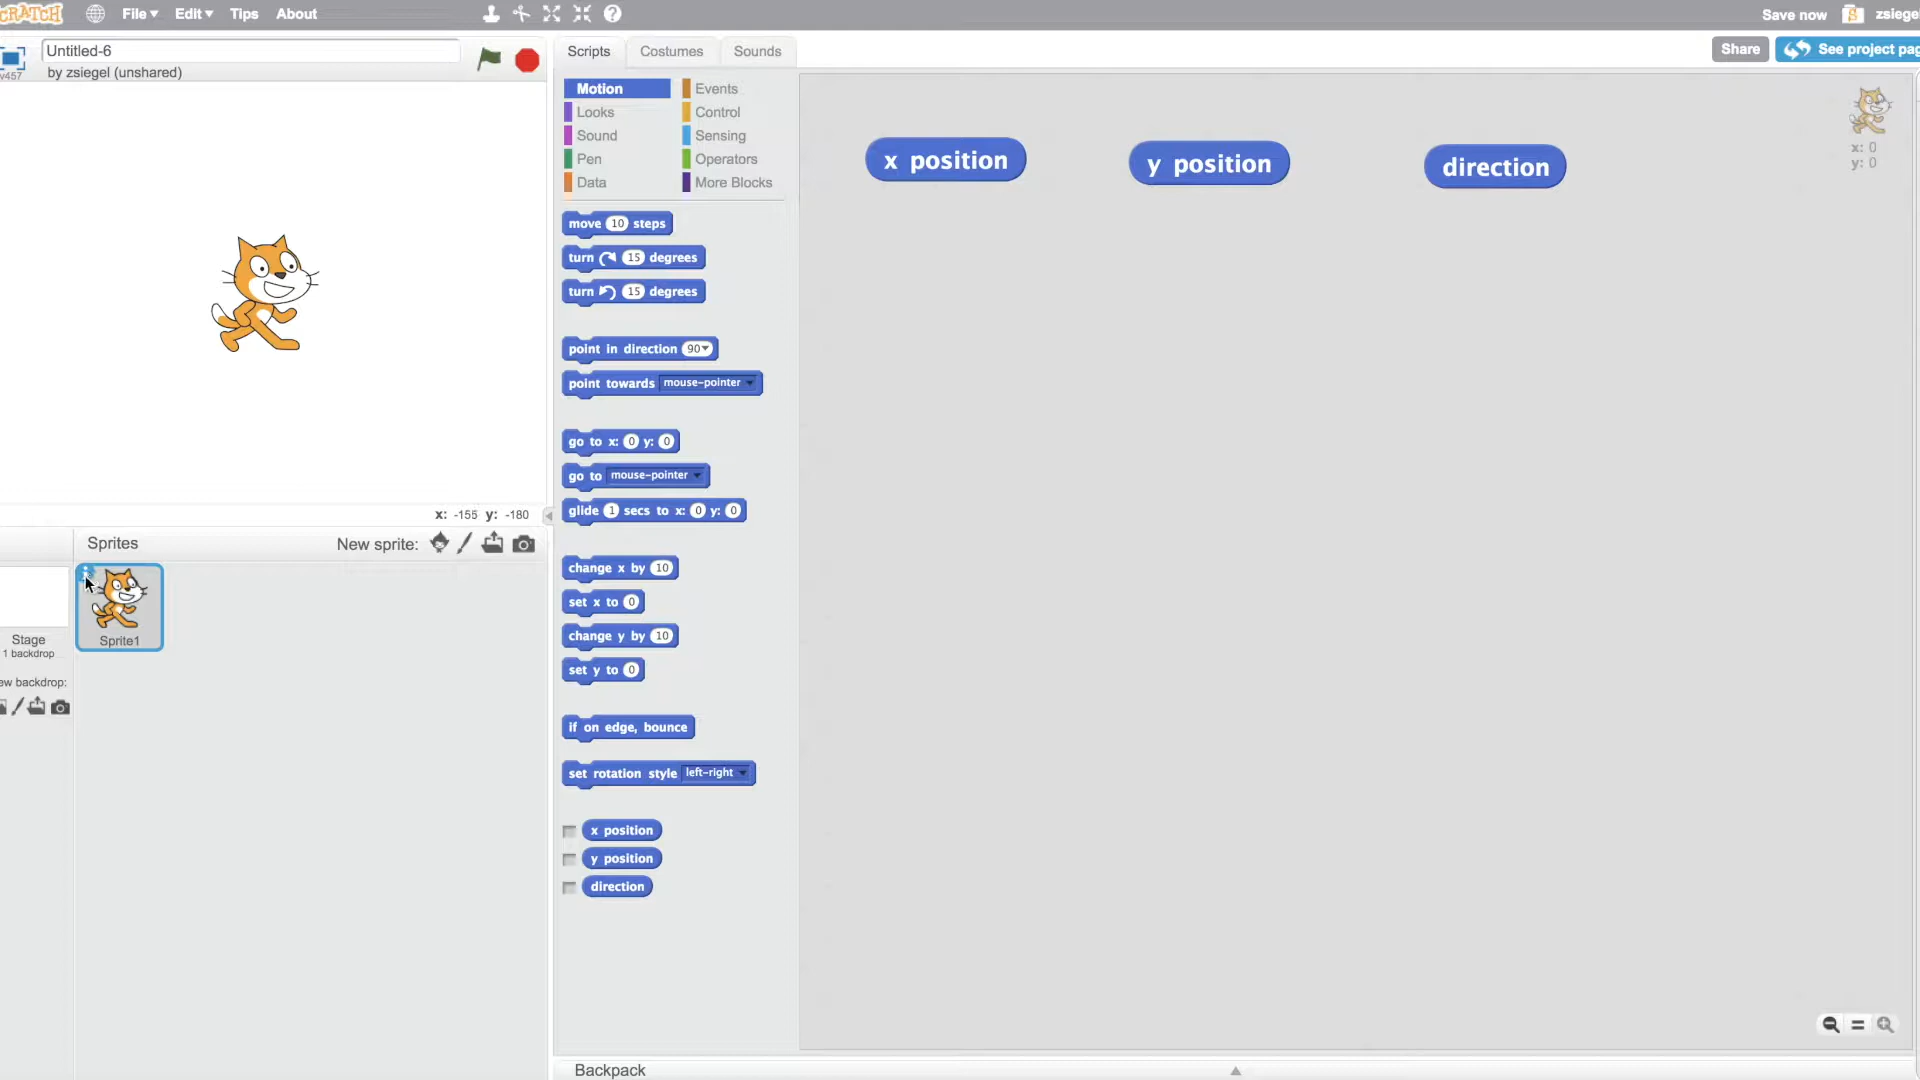 SCRATCH File Edit Tips About Save now zsiege
Untitled-6
by zsiegel (unshared)
v457
Scripts Costumes Sounds
Share See project pag
Motion Events
Looks Control
Sound Sensing
Pen Operators
Data More Blocks
move 10 steps
turn 15 degrees
turn 15 degrees
point in direction 90
point towards mouse-pointer
go to x: 0 y: 0
go to mouse-pointer
glide 1 secs to x: 0 y: 0
change x by 10
set x to 0
change y by 10
set y to 0
if on edge, bounce
set rotation style left-right
x position
y position
direction
x position y position direction
x: 0
y: 0
x: -155 y: -180
Sprites New sprite:
Sprite1
Stage
1 backdrop
ew backdrop:
Backpack